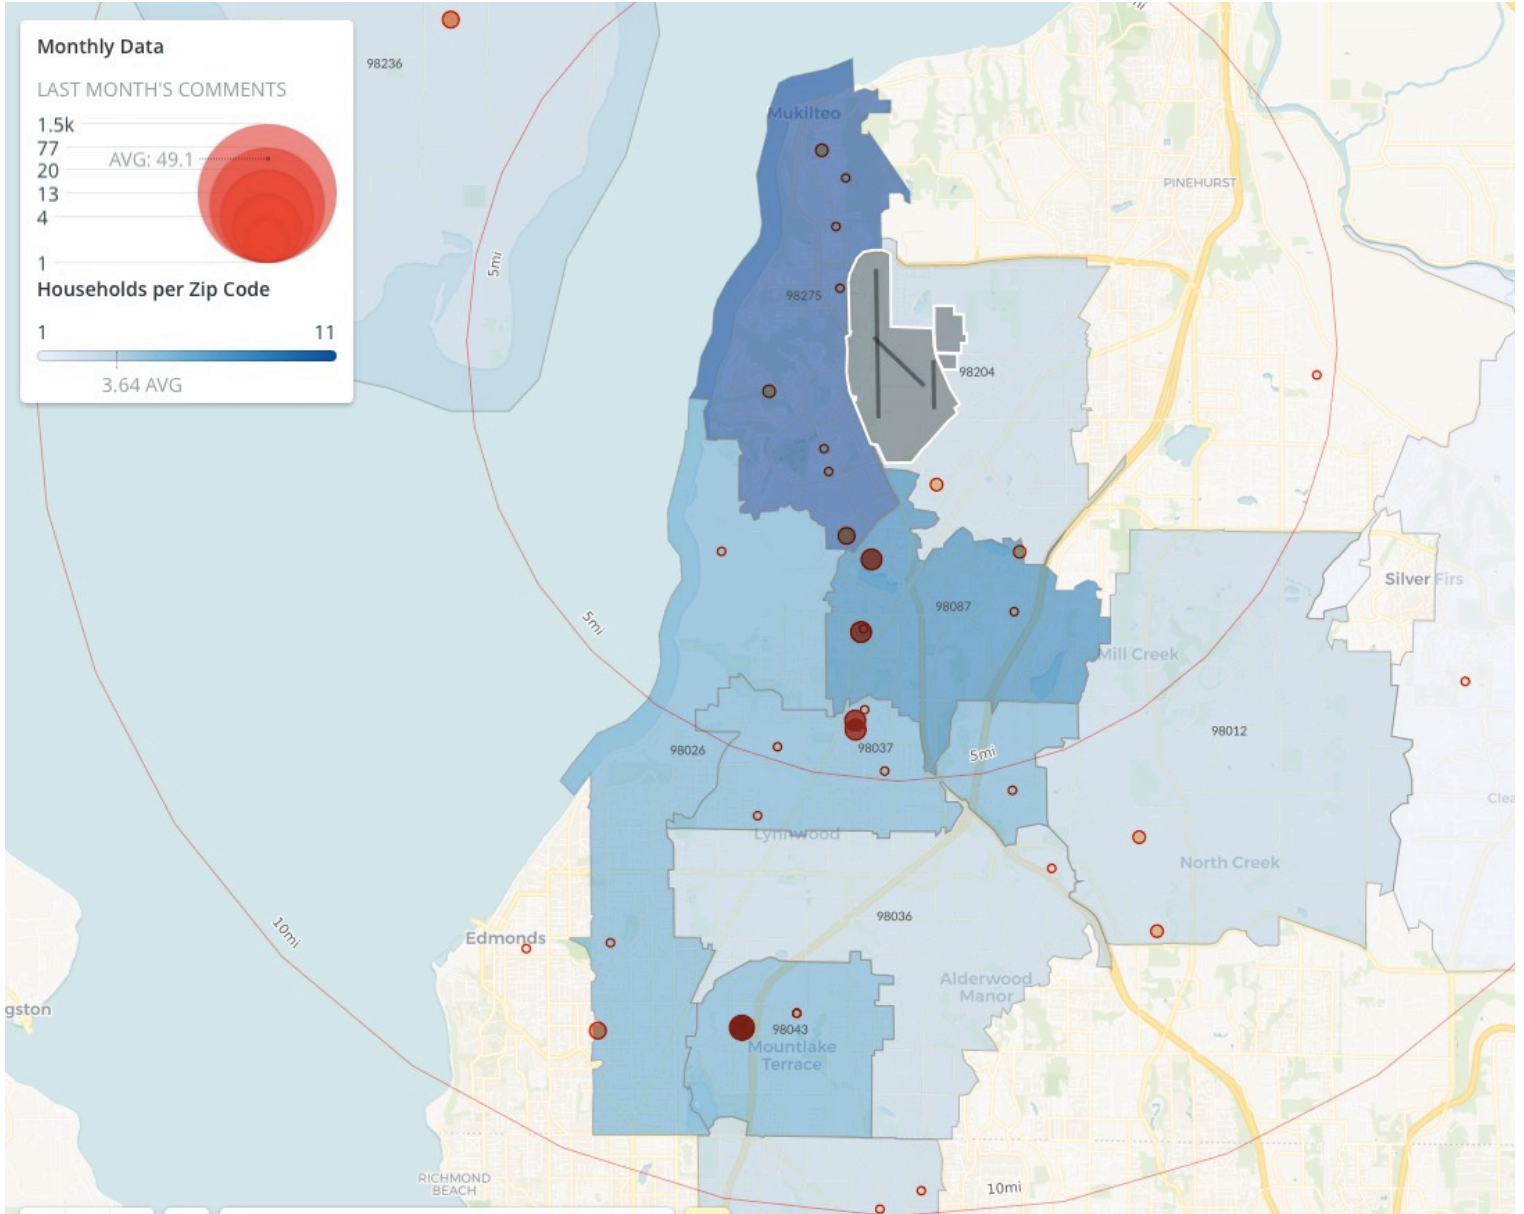 Monthly Data
LAST MONTH'S COMMENTS
1.5k
77
AVG: 49.1
20
13
4
1
Households per Zip Code
1 11
3.64 AVG
98236
5mi
Mukilteo
PINEHURST
98275
98204
5mi
98087
Silver Firs
Mill Creek
98026
98037
5mi
98012
Lynnwood
North Creek
98036
10mi
Edmonds
Alderwood
Manor
gston
98043
Mountlake
Terrace
RICHMOND
BEACH
10mi
Clea